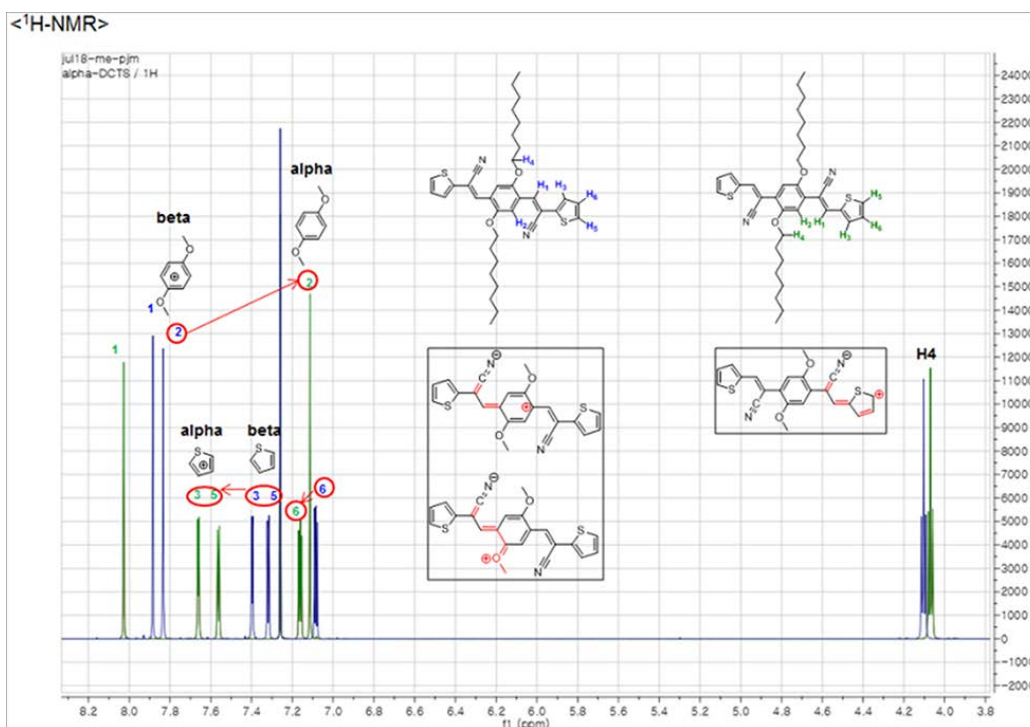 <¹H-NMR>
jul18-me-pjm
alpha-DCTS / 1H
24000
23000
22000
21000
20000
19000
18000
17000
16000
15000
14000
13000
12000
11000
10000
9000
8000
7000
6000
5000
4000
3000
2000
1000
0
-1000
-2000
N
O H₄
S
H₁ H₃ H₆
S
H₂ CN H₅
O
O
CN
S
H₅
S
CN H₂ H₁ H₆
O H₃
H₄
alpha
O
O
beta
O
O
1
2
2
1
alpha beta
S S
3 5 3 5
6 6
H4
N
C
O
S
S
O
C
N
N
C
O
S
S
O
C
N
N
C
O
S
S
C
N
O
8.2 8.0 7.8 7.6 7.4 7.2 7.0 6.8 6.6 6.4 6.2 6.0 5.8 5.6 5.4 5.2 5.0 4.8 4.6 4.4 4.2 4.0 3.8
f1 (ppm)